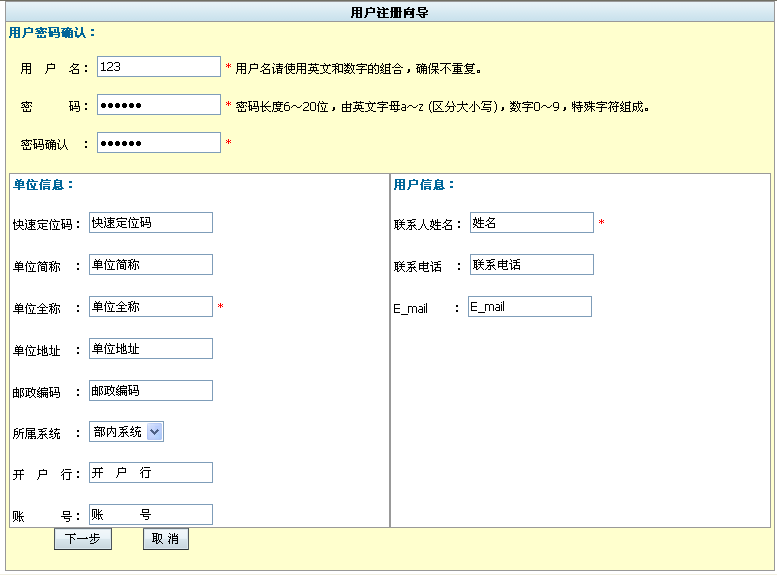 用户注册向导
用户密码确认：
用 户 名： 123 * 用户名请使用英文和数字的组合，确保不重复。
密 码： ●●●●●● * 密码长度6～20位，由英文字母a～z (区分大小写)，数字0～9，特殊字符组成。
密码确认 ： ●●●●●● *
单位信息：
快速定位码： 快速定位码
单位简称 ： 单位简称
单位全称 ： 单位全称 *
单位地址 ： 单位地址
邮政编码 ： 邮政编码
所属系统 ： 部内系统
开 户 行： 开 户 行
账 号： 账 号
用户信息：
联系人姓名： 姓名 *
联系电话 ： 联系电话
E_mail ： E_mail
下一步 取 消